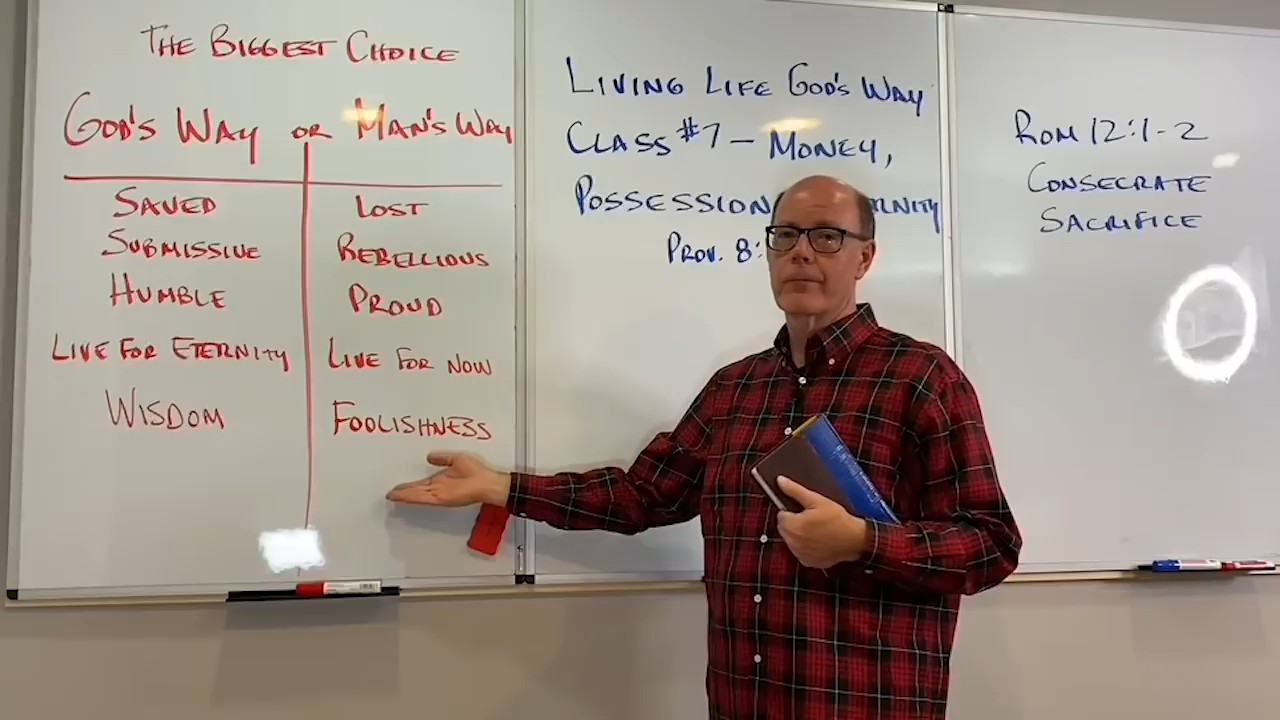 THE BIGGEST CHOICE
GOD'S WAY OR MAN'S WAY
SAVED LOST
SUBMISSIVE REBELLIOUS
HUMBLE PROUD
LIVE FOR ETERNITY LIVE FOR NOW
WISDOM FOOLISHNESS
LIVING LIFE GOD'S WAY
CLASS #7 – MONEY,
POSSESSION
PROV. 8:
ROM 12:1-2
CONSECRATE
SACRIFICE